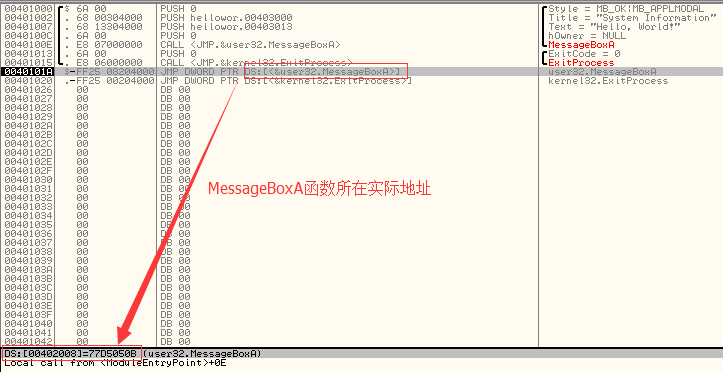 00401000 $ 6A 00 PUSH 0 Style = MB_OK|MB_APPLMODAL
00401002 . 68 00304000 PUSH hellowor.00403000 Title = "System Information"
00401007 . 68 13304000 PUSH hellowor.00403013 Text = "Hello, World!"
0040100C . 6A 00 PUSH 0 hOwner = NULL
0040100E . E8 07000000 CALL <JMP.&user32.MessageBoxA> MessageBoxA
00401013 . 6A 00 PUSH 0 ExitCode = 0
00401015 . E8 06000000 CALL <JMP.&kernel32.ExitProcess> ExitProcess
0040101A $-FF25 08204000 JMP DWORD PTR DS:[<&user32.MessageBoxA>] user32.MessageBoxA
00401020 .-FF25 00204000 JMP DWORD PTR DS:[<&kernel32.ExitProcess>] kernel32.ExitProcess
00401026 00 DB 00
00401027 00 DB 00
00401028 00 DB 00
00401029 00 DB 00
0040102A 00 DB 00
0040102B 00 DB 00
0040102C 00 DB 00
0040102D 00 DB 00
0040102E 00 DB 00
0040102F 00 DB 00
00401030 00 DB 00
00401031 00 DB 00
MessageBoxA函数所在实际地址
00401032 00 DB 00
00401033 00 DB 00
00401034 00 DB 00
00401035 00 DB 00
00401036 00 DB 00
00401037 00 DB 00
00401038 00 DB 00
00401039 00 DB 00
0040103A 00 DB 00
0040103B 00 DB 00
0040103C 00 DB 00
0040103D 00 DB 00
0040103E 00 DB 00
0040103F 00 DB 00
00401040 00 DB 00
00401041 00 DB 00
00401042 00 DB 00
DS:[00402008]=77D5050B (user32.MessageBoxA)
Local call from <ModuleEntryPoint>+0E